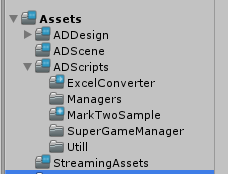 Assets
ADDesign
ADScene
ADScripts
ExcelConverter
Managers
MarkTwoSample
SuperGameManager
Utill
StreamingAssets